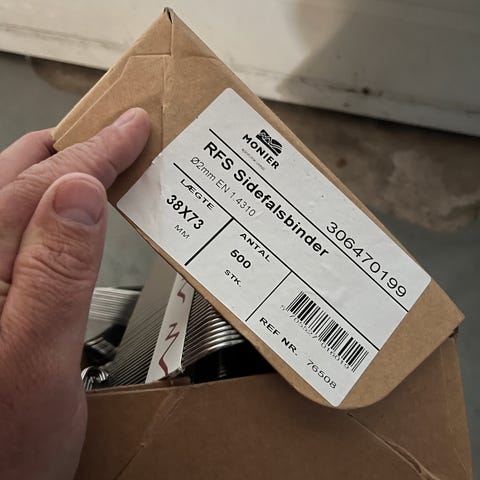 MONIER
RFS Sidefalsbinder
Ø2mm EN 1.4310
306470199
LÆGTE
38X73
MM
ANTAL
500
STK.
REF NR. 76508